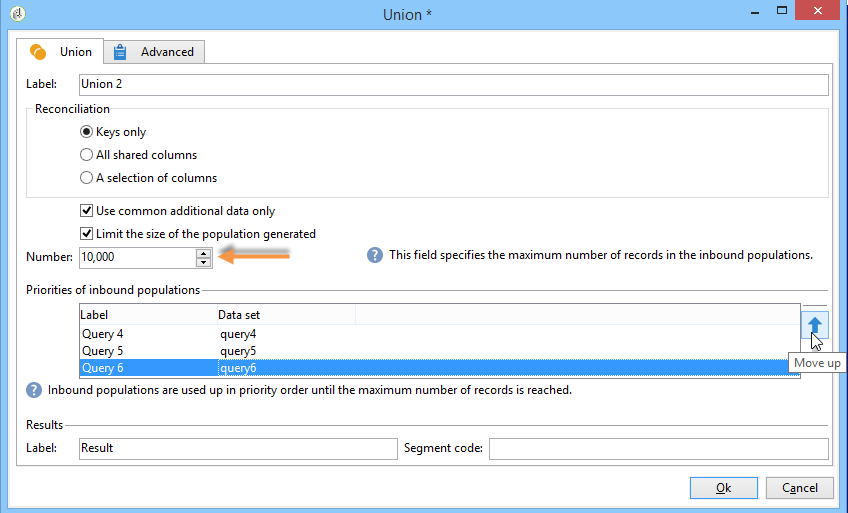 Union *
Union Advanced
Label: Union 2
Reconciliation
Keys only
All shared columns
A selection of columns
Use common additional data only
Limit the size of the population generated
Number: 10,000 ? This field specifies the maximum number of records in the inbound populations.
Priorities of inbound populations
Label Data set
Query 4 query4
Query 5 query5
Query 6 query6
Move up
? Inbound populations are used up in priority order until the maximum number of records is reached.
Results
Label: Result Segment code:
Ok Cancel